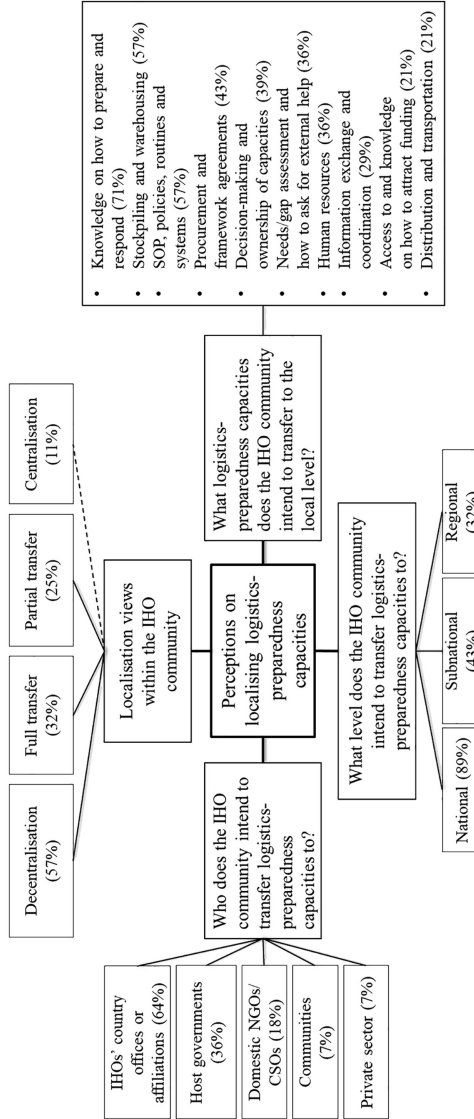 Decentralisation
(57%)
Full transfer
(32%)
Partial transfer
(25%)
Centralisation
(11%)
Localisation views
within the IHO
community
IHOs' country
offices or
affiliations (64%)
Host governments
(36%)
Domestic NGOs/
CSOs (18%)
Communities
(7%)
Private sector (7%)
Who does the IHO
community intend to
transfer logistics-
preparedness
capacities to?
Perceptions on
localising logistics-
preparedness
capacities
What logistics-
preparedness capacities
does the IHO community
intend to transfer to the
local level?
• Knowledge on how to prepare and
respond (71%)
• Stockpiling and warehousing (57%)
• SOP, policies, routines and
systems (57%)
• Procurement and
framework agreements (43%)
• Decision-making and
ownership of capacities (39%)
• Needs/gap assessment and
how to ask for external help (36%)
• Human resources (36%)
• Information exchange and
coordination (29%)
• Access to and knowledge
on how to attract funding (21%)
• Distribution and transportation (21%)
What level does the IHO community
intend to transfer logistics-
preparedness capacities to?
National (89%)
Subnational
(43%)
Regional
(32%)